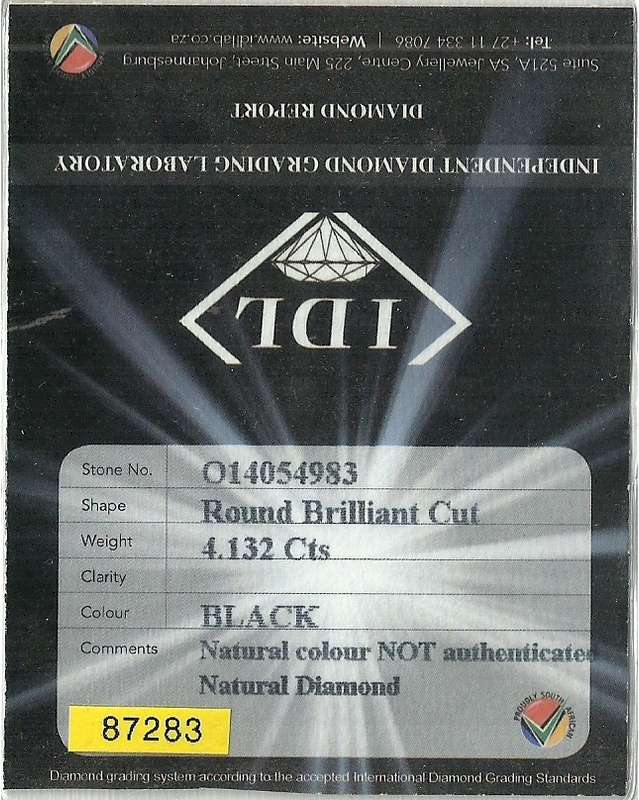 Tel: +27 11 334 7086 | Website: www.idllab.co.za
Suite 521A, SA Jewellery Centre, 225 Main Street, Johannesburg
DIAMOND REPORT
INDEPENDENT DIAMOND GRADING LABORATORY
IDL
Stone No. O14054983
Shape Round Brilliant Cut
Weight 4.132 Cts
Clarity
Colour BLACK
Comments Natural colour NOT authenticated
Natural Diamond
PROUDLY SOUTH AFRICAN
87283
Diamond grading system according to the accepted International Diamond Grading Standards